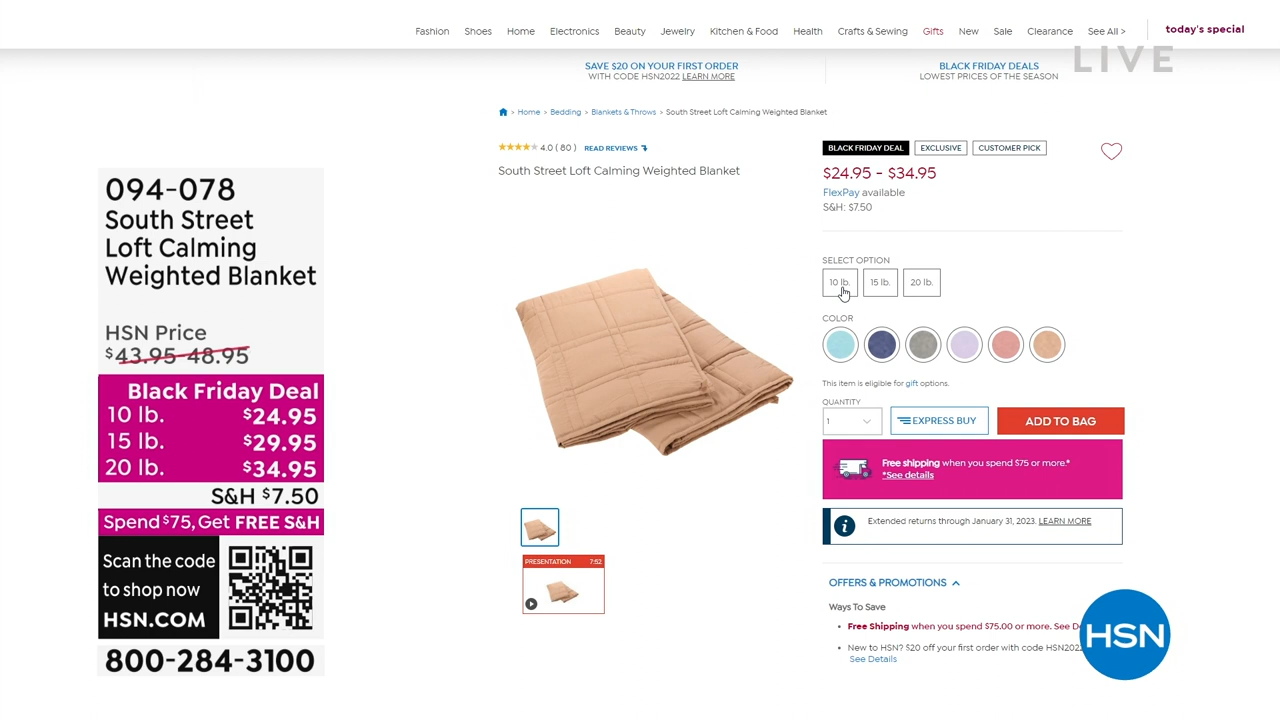 Fashion Shoes Home Electronics Beauty Jewelry Kitchen & Food Health Crafts & Sewing Gifts New Sale Clearance See All > today's special
LIVE
SAVE $20 ON YOUR FIRST ORDER
WITH CODE HSN2022 LEARN MORE
BLACK FRIDAY DEALS
LOWEST PRICES OF THE SEASON
> Home > Bedding > Blankets & Throws > South Street Loft Calming Weighted Blanket
4.0 ( 80 ) READ REVIEWS
South Street Loft Calming Weighted Blanket
BLACK FRIDAY DEAL EXCLUSIVE CUSTOMER PICK
$24.95 - $34.95
FlexPay available
S&H: $7.50
SELECT OPTION
10 lb. 15 lb. 20 lb.
COLOR
This item is eligible for gift options.
QUANTITY
1 EXPRESS BUY ADD TO BAG
Free shipping when you spend $75 or more.*
*See details
Extended returns through January 31, 2023. LEARN MORE
OFFERS & PROMOTIONS
Ways To Save
• Free Shipping when you spend $75.00 or more. See D
• New to HSN? $20 off your first order with code HSN202
See Details
PRESENTATION 7:52
094-078
South Street
Loft Calming
Weighted Blanket
HSN Price
$43.95-48.95
Black Friday Deal
10 lb. $24.95
15 lb. $29.95
20 lb. $34.95
S&H $7.50
Spend $75, Get FREE S&H
Scan the code
to shop now
HSN.COM
800-284-3100
HSN